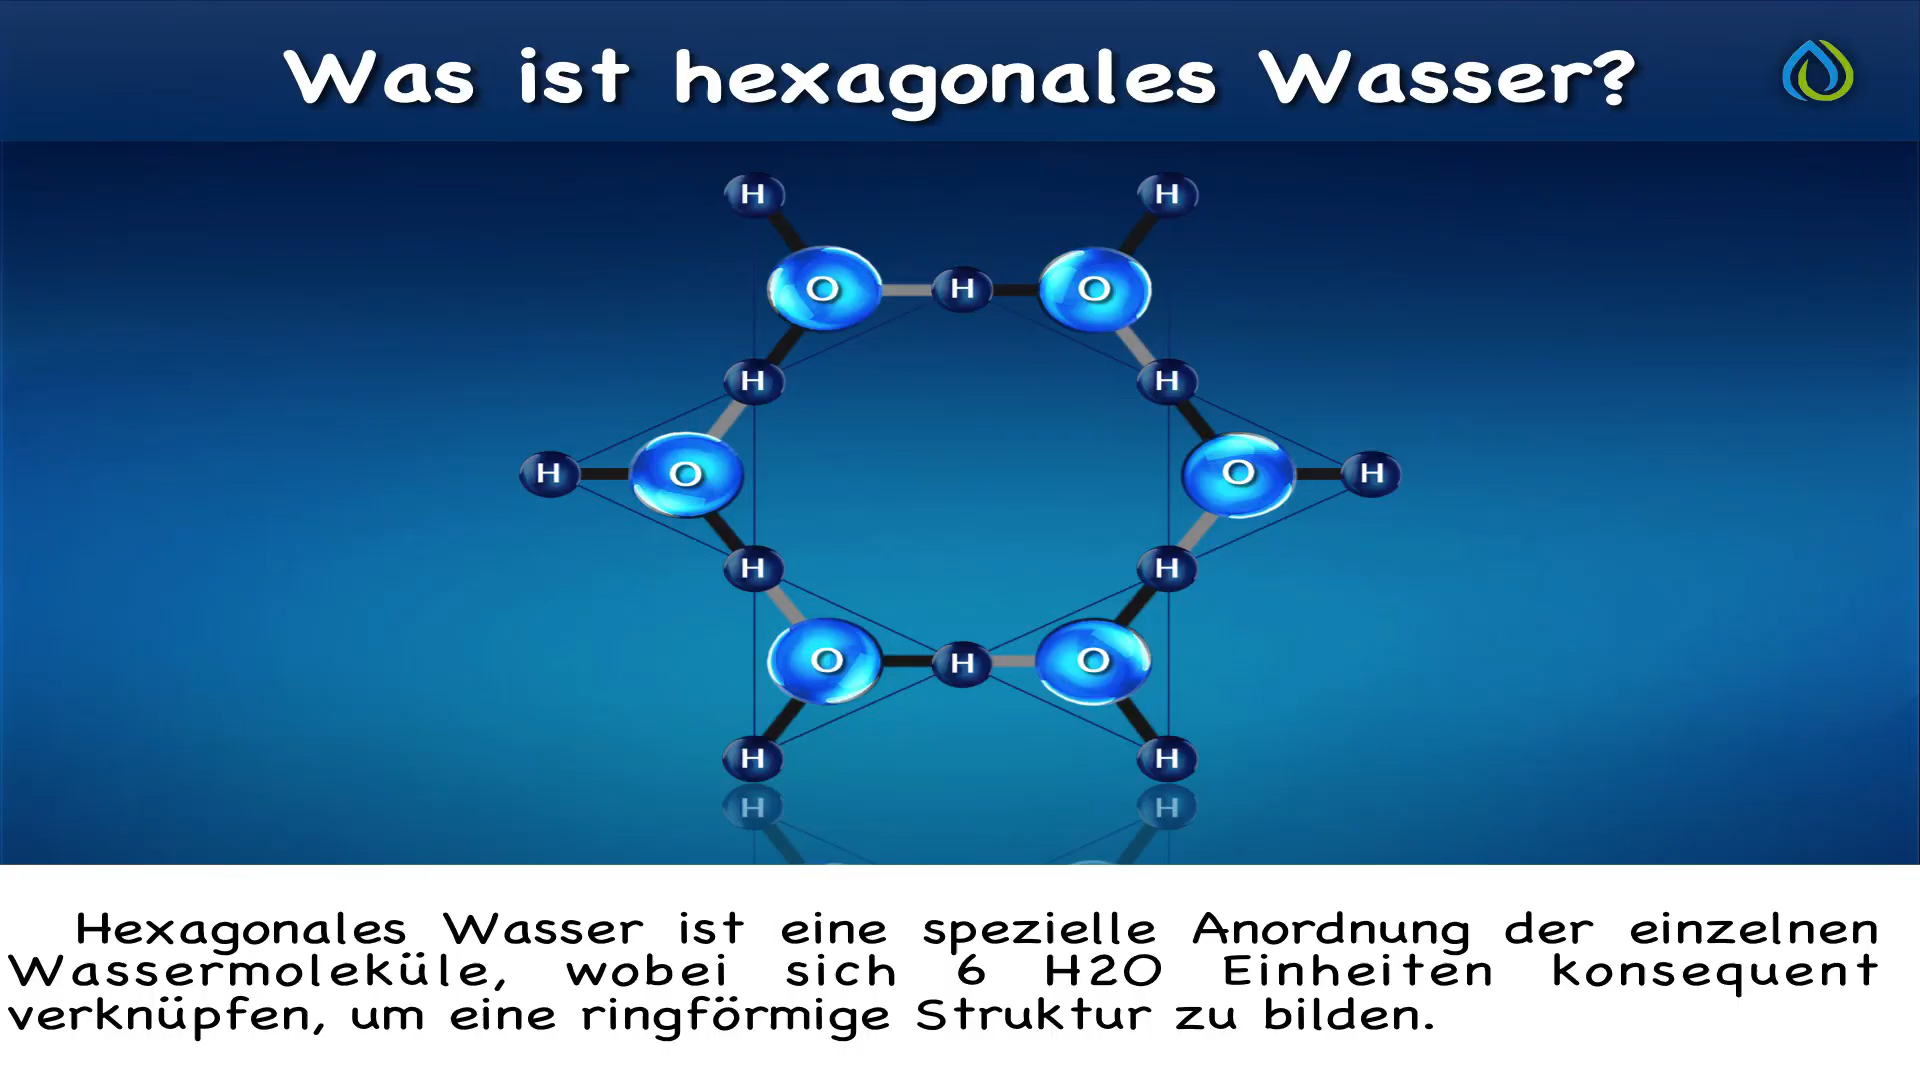 Was ist hexagonales Wasser?
H H
O H O
H H
H O O H
H H
O H O
H H
H H
Hexagonales Wasser ist eine spezielle Anordnung der einzelnen
Wassermoleküle, wobei sich 6 H2O Einheiten konsequent
verknüpfen, um eine ringförmige Struktur zu bilden.